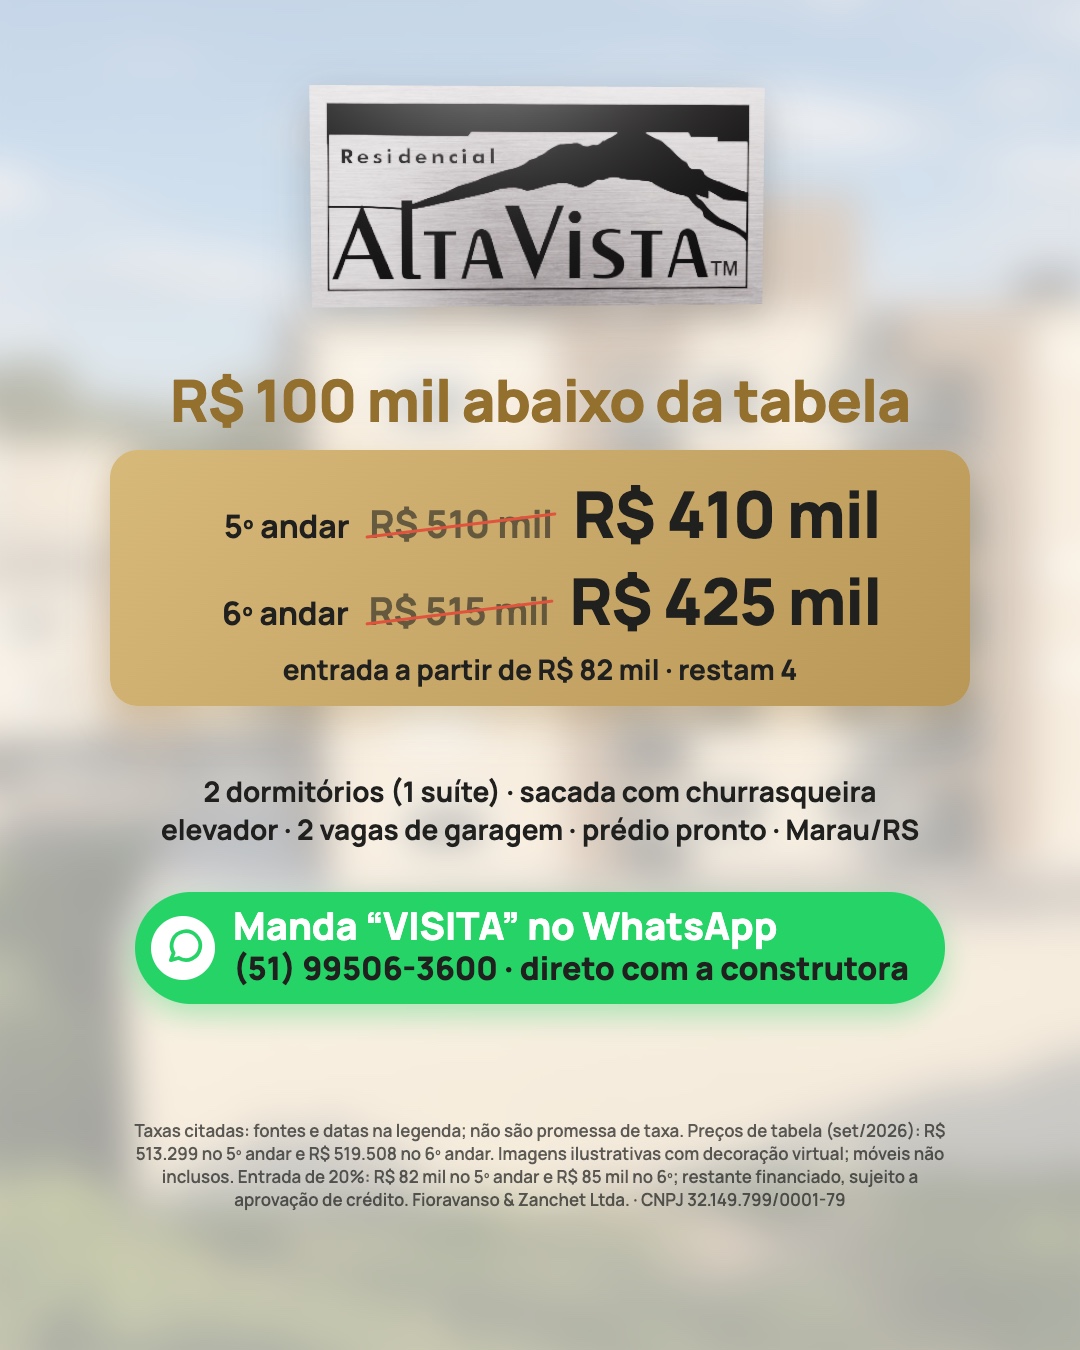 Residencial
AltaVista™
R$ 100 mil abaixo da tabela
5º andar R$ 510 mil R$ 410 mil
6º andar R$ 515 mil R$ 425 mil
entrada a partir de R$ 82 mil · restam 4
2 dormitórios (1 suíte) · sacada com churrasqueira
elevador · 2 vagas de garagem · prédio pronto · Marau/RS
Manda “VISITA” no WhatsApp
(51) 99506-3600 · direto com a construtora
Taxas citadas: fontes e datas na legenda; não são promessa de taxa. Preços de tabela (set/2026): R$
513.299 no 5º andar e R$ 519.508 no 6º andar. Imagens ilustrativas com decoração virtual; móveis não
inclusos. Entrada de 20%: R$ 82 mil no 5º andar e R$ 85 mil no 6º; restante financiado, sujeito a
aprovação de crédito. Fioravanso & Zanchet Ltda. · CNPJ 32.149.799/0001-79